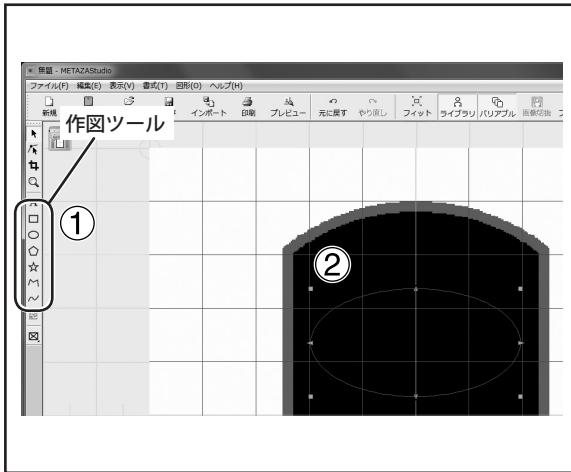 無題 - METAZAStudio
ファイル(F) 編集(E) 表示(V) 書式(T) 図形(O) ヘルプ(H)
新規 インポート 印刷 プレビュー 元に戻す やり直し フィット ライブラリ バリアブル 画像切抜
作図ツール
①
②